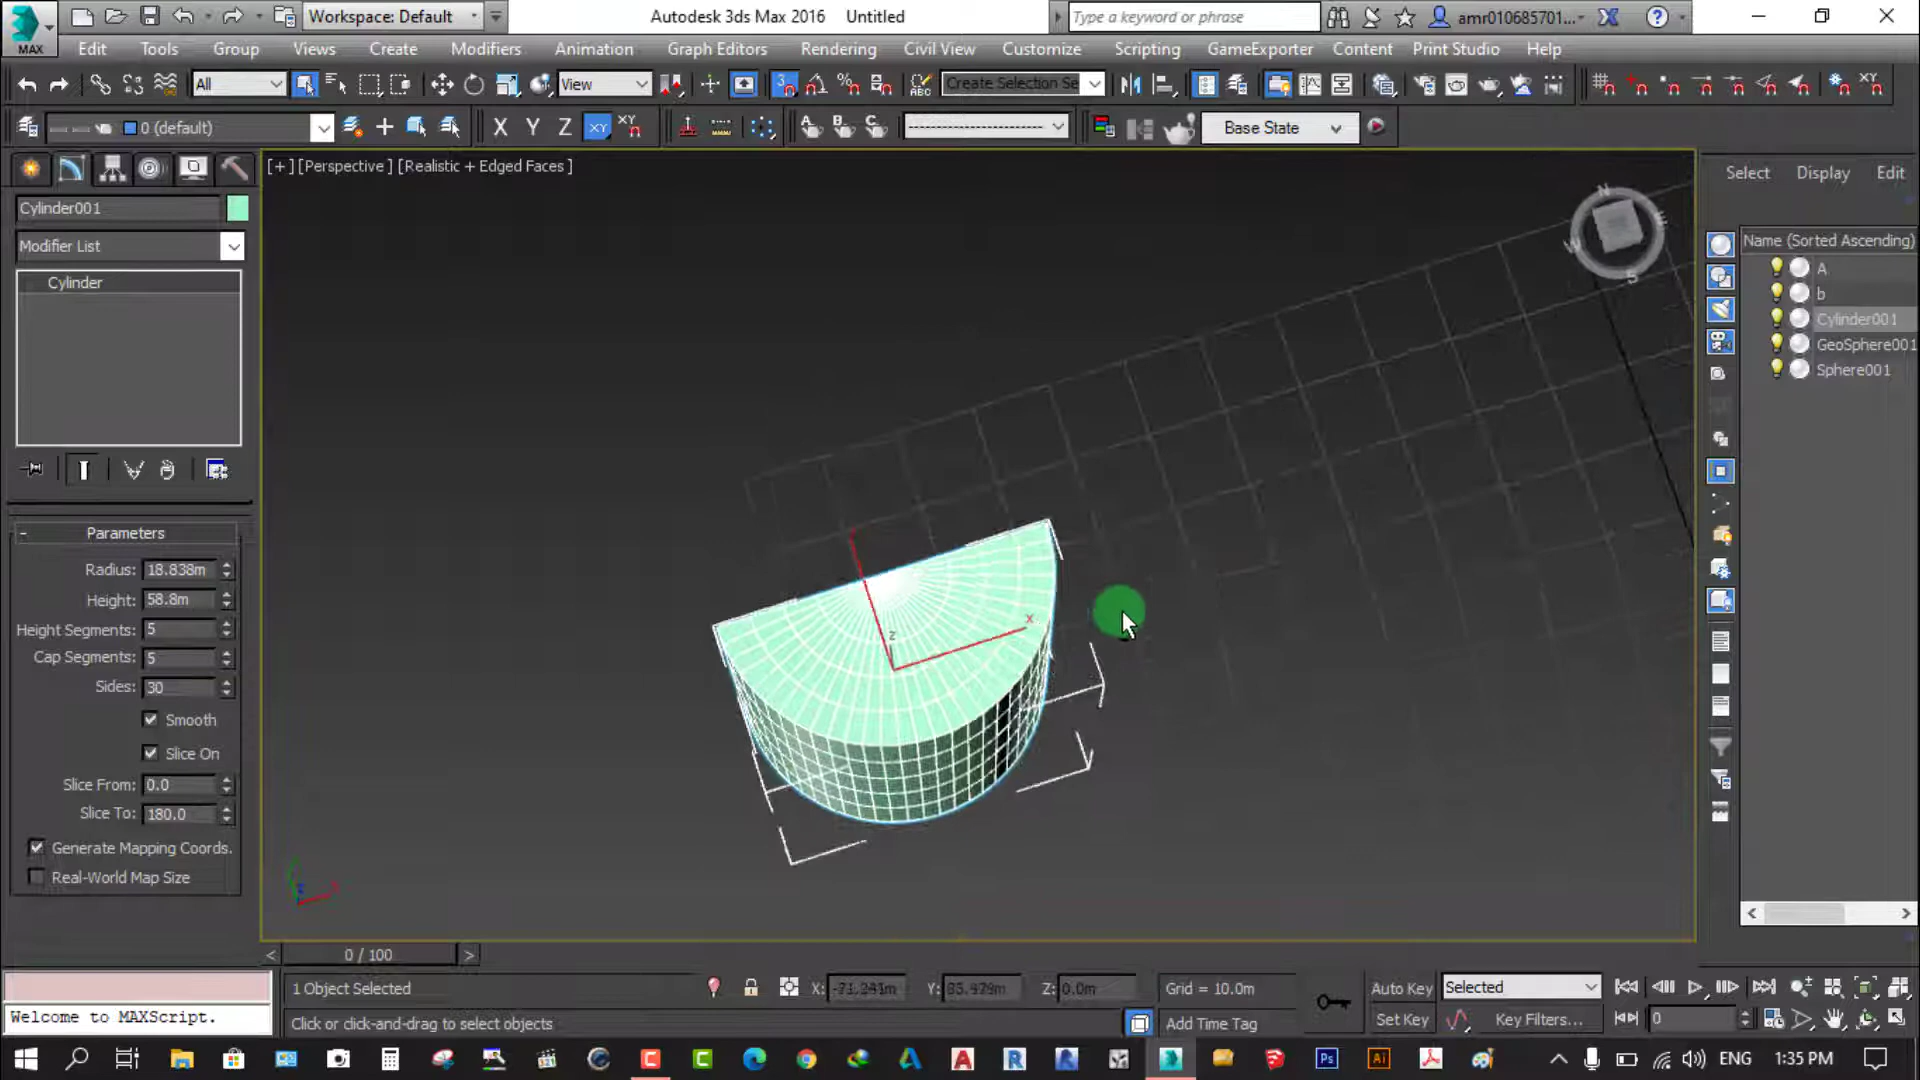 MAX
Workspace: Default
Autodesk 3ds Max 2016 Untitled
Type a keyword or phrase
amr010685701...
Edit Tools Group Views Create Modifiers Animation Graph Editors Rendering Civil View Customize Scripting GameExporter Content Print Studio Help
All
View
Create Selection Se
0 (default)
X Y Z XY XY
Base State
[+] [Perspective ] [Realistic + Edged Faces ]
Cylinder001
Modifier List
Cylinder
Parameters
Radius: 18.838m
Height: 58.8m
Height Segments: 5
Cap Segments: 5
Sides: 30
Smooth
Slice On
Slice From: 0.0
Slice To: 180.0
Generate Mapping Coords.
Real-World Map Size
Select Display Edit
Name (Sorted Ascending)
A
b
Cylinder001
GeoSphere001
Sphere001
N
E
S
W
z
x
0 / 100
1 Object Selected
X: -71.241m Y: 85.479m Z: 0.0m
Grid = 10.0m
Auto Key
Selected
Welcome to MAXScript.
Click or click-and-drag to select objects
Add Time Tag
Set Key
Key Filters...
0
ENG
1:35 PM